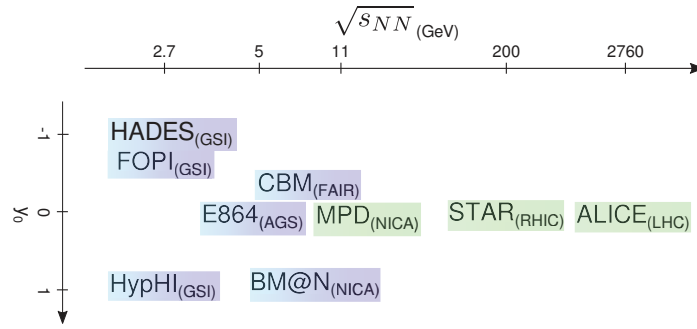 √sNN (GeV)
2.7 5 11 200 2760
-1
HADES(GSI)
FOPI(GSI)
CBM(FAIR)
y0 0 E864(AGS) MPD(NICA) STAR(RHIC) ALICE(LHC)
1 HypHI(GSI) BM@N(NICA)